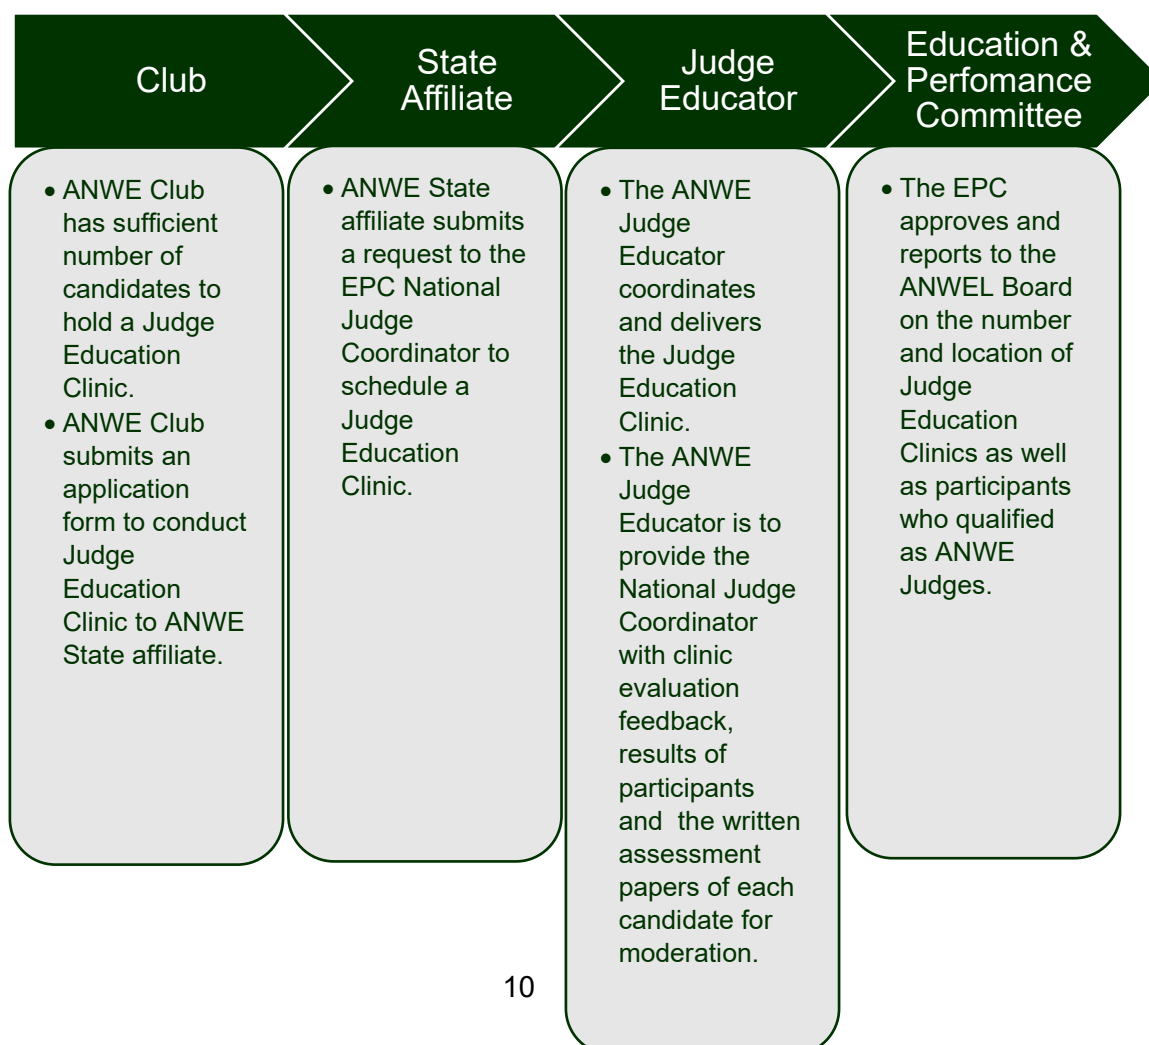 Club
State
Affiliate
Judge
Educator
Education &
Perfomance
Committee
• ANWE Club
has sufficient
number of
candidates to
hold a Judge
Education
Clinic.
• ANWE Club
submits an
application
form to conduct
Judge
Education
Clinic to ANWE
State affiliate.
• ANWE State
affiliate submits
a request to the
EPC National
Judge
Coordinator to
schedule a
Judge
Education
Clinic.
• The ANWE
Judge
Educator
coordinates
and delivers
the Judge
Education
Clinic.
• The ANWE
Judge
Educator is to
provide the
National Judge
Coordinator
with clinic
evaluation
feedback,
results of
participants
and  the written
assessment
papers of each
candidate for
moderation.
• The EPC
approves and
reports to the
ANWEL Board
on the number
and location of
Judge
Education
Clinics as well
as participants
who qualified
as ANWE
Judges.
10